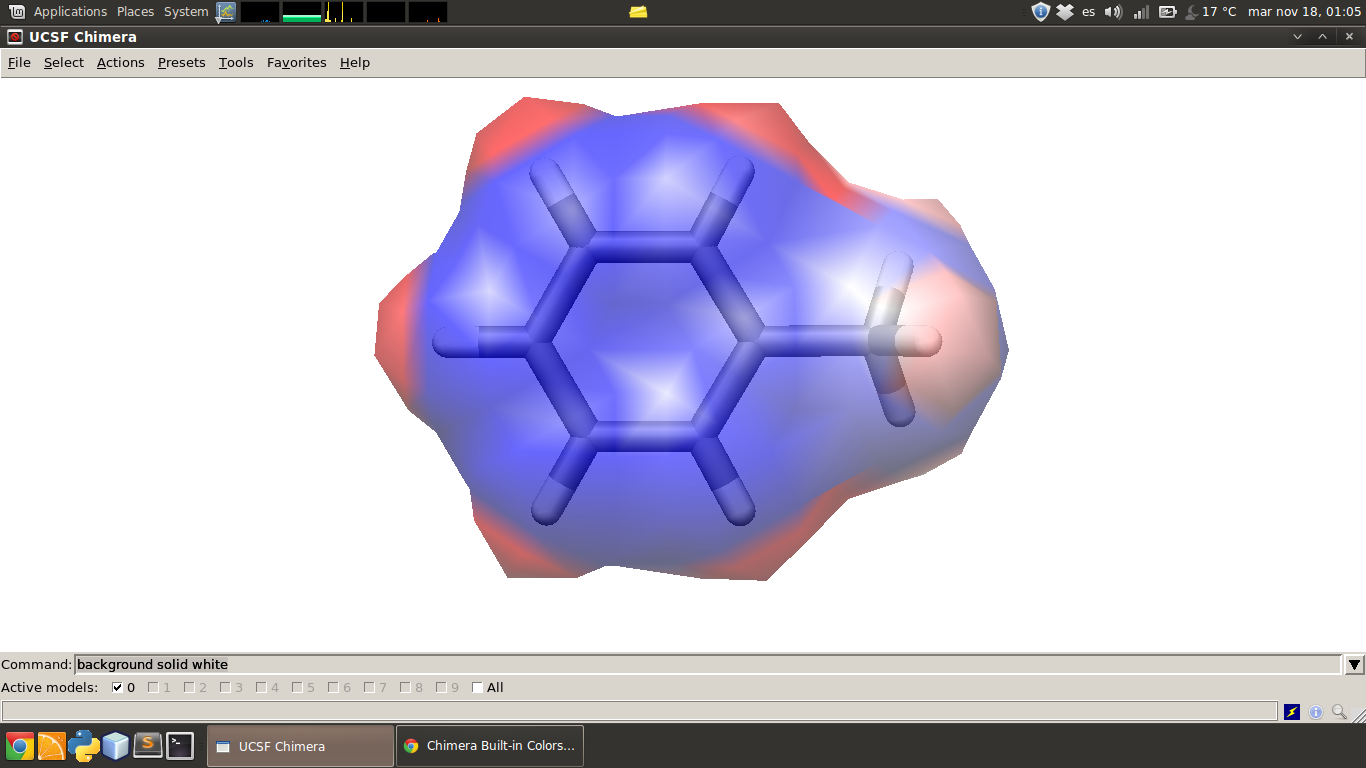 Applications Places System es 17 °C mar nov 18, 01:05
UCSF Chimera
File Select Actions Presets Tools Favorites Help
Command: background solid white
Active models: 0 1 2 3 4 5 6 7 8 9 All
UCSF Chimera Chimera Built-in Colors...